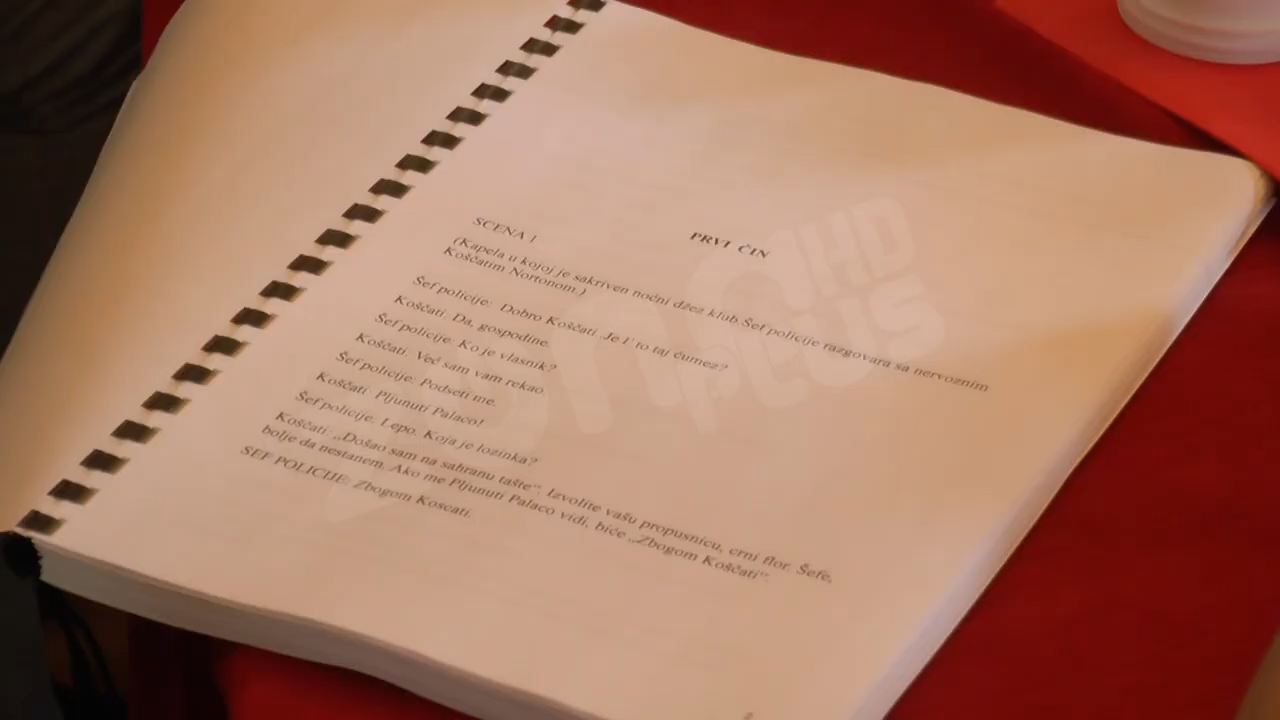 PRVI ČIN
SCENA 1
(Kapela u kojoj je sakriven noćni džez klub.Šef policije razgovara sa nervoznim
Koščatim Nortonom.)
Šef policije: Dobro Koščati .Je l' to taj ćumez?
Koščati: Da, gospodine.
Šef policije: Ko je vlasnik?
Koščati: Već sam vam rekao.
Šef policije: Podseti me.
Koščati: Pljunuti Palaco!
Šef policije: Lepo. Koja je lozinka?
Koščati: „Došao sam na sahranu tašte“. Izvolite vašu propusnicu, crni flor. Šefe,
bolje da nestanem. Ako me Pljunuti Palaco vidi, biće „Zbogom Koščati“.
ŠEF POLICIJE: Zbogom Koscati.
HD
plus